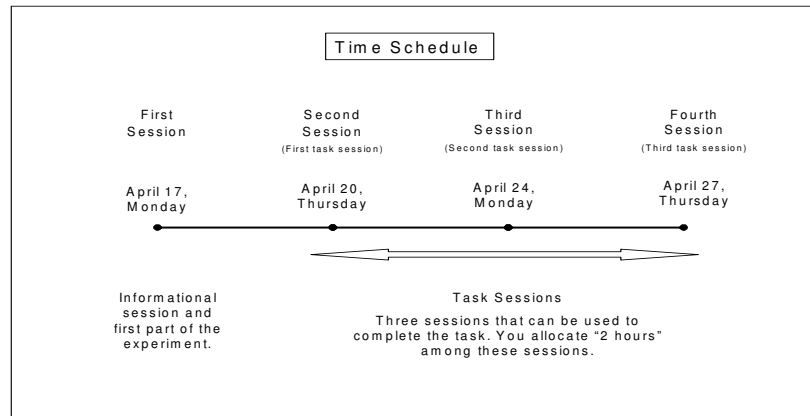 Time Schedule
First
Session
Second
Session
(First task session)
Third
Session
(Second task session)
Fourth
Session
(Third task session)
April 17,
Monday
April 20,
Thursday
April 24,
Monday
April 27,
Thursday
Informational
session and
first part of the
experiment.
Task Sessions
Three sessions that can be used to
complete the task. You allocate “2 hours”
among these sessions.